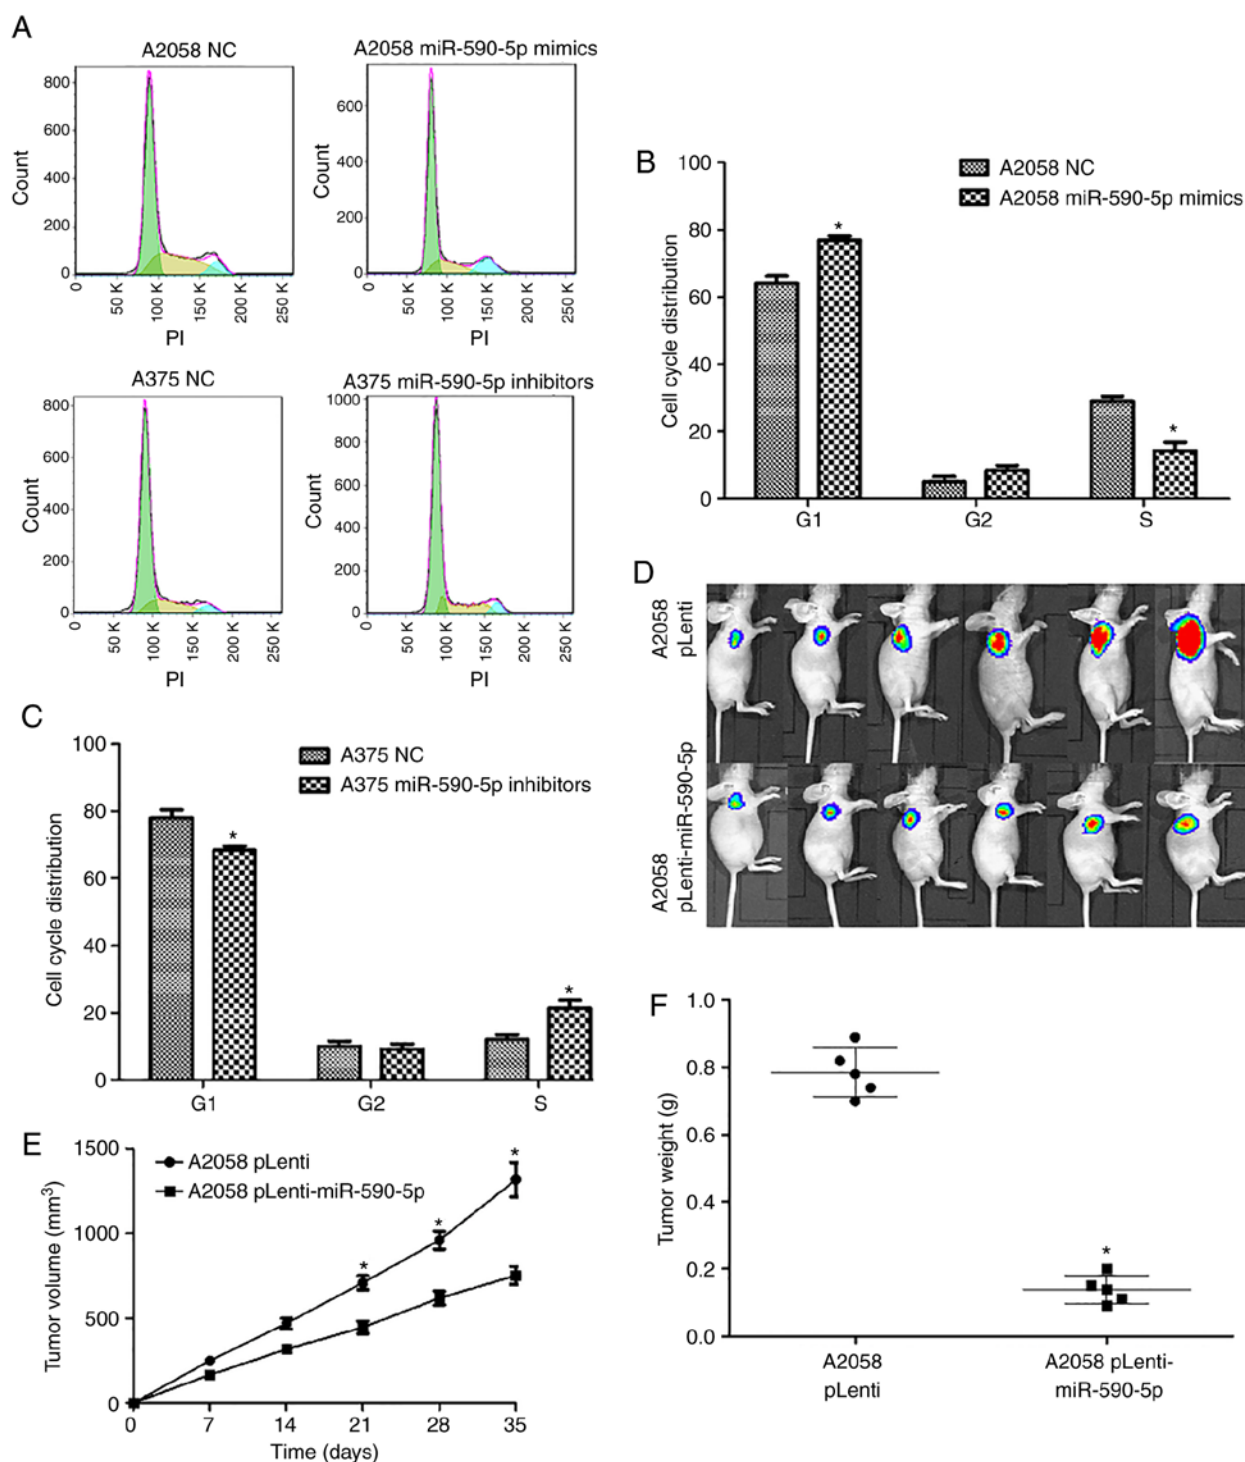 A
A2058 NC
800
600
400
200
0
Count
0
50 K
100 K
150 K
200 K
250 K
PI
A2058 miR-590-5p mimics
600
400
200
0
Count
0
50 K
100 K
150 K
200 K
250 K
PI
A375 NC
800
600
400
200
0
Count
0
50 K
100 K
150 K
200 K
250 K
PI
A375 miR-590-5p inhibitors
1000
800
600
400
200
0
Count
0
50 K
100 K
150 K
200 K
250 K
PI
B
A2058 NC
A2058 miR-590-5p mimics
100
80
60
40
20
0
Cell cycle distribution
*
*
G1
G2
S
C
A375 NC
A375 miR-590-5p inhibitors
100
80
60
40
20
0
Cell cycle distribution
*
*
G1
G2
S
D
A2058
pLenti
A2058
pLenti-miR-590-5p
E
A2058 pLenti
A2058 pLenti-miR-590-5p
1500
1000
500
0
Tumor volume (mm³)
*
*
*
0
7
14
21
28
35
Time (days)
F
1.0
0.8
0.6
0.4
0.2
0.0
Tumor weight (g)
*
A2058
pLenti
A2058 pLenti-
miR-590-5p